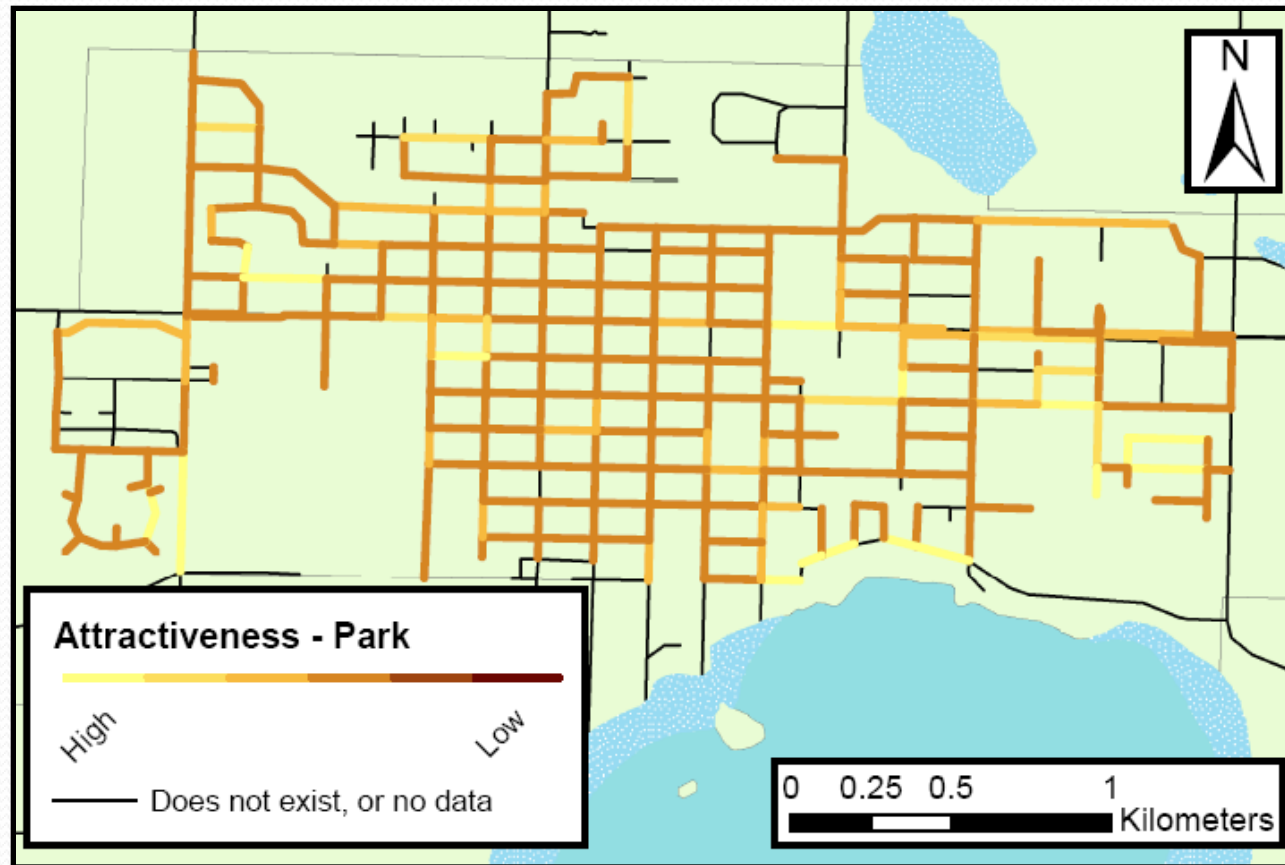 N
Attractiveness - Park
High
Low
Does not exist, or no data
0 0.25 0.5 1
Kilometers